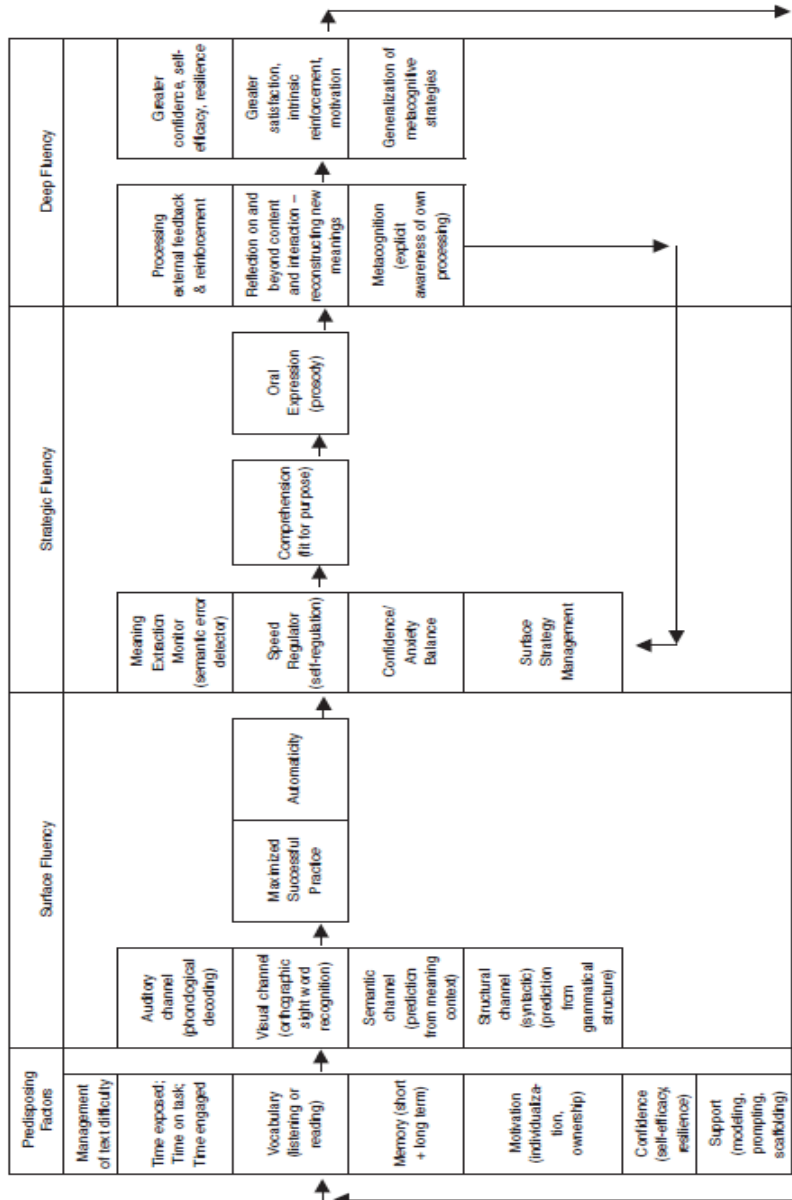 Predisposing
Factors
Management
of text difficulty
Time exposed;
Time on task;
Time engaged
Vocabulary
(listening or
reading)
Memory (short
+ long term)
Motivation
(individualiza-
tion,
ownership)
Confidence
(self-efficacy,
resilience)
Support
(modeling,
prompting,
scaffolding)
Surface Fluency
Auditory
channel
(phonological
decoding)
Visual channel
(orthographic
sight word
recognition)
Semantic
channel
(prediction
from meaning
context)
Structural
channel
(syntactic)
(prediction
from
grammatical
structure)
Maximized
Successful
Practice
Automaticity
Strategic Fluency
Meaning
Extraction
Monitor
(semantic error
detector)
Speed
Regulator
(self-regulation)
Confidence/
Anxiety
Balance
Surface
Strategy
Management
Comprehension
(fit for purpose)
Oral
Expression
(prosody)
Deep Fluency
Processing
external feedback
& reinforcement
Reflection on and
beyond content
and interaction –
reconstructing new
meanings
Metacognition
(explicit
awareness of own
processing)
Greater
confidence, self-
efficacy, resilience
Greater
satisfaction,
intrinsic
reinforcement,
motivation
Generalization of
metacognitive
strategies